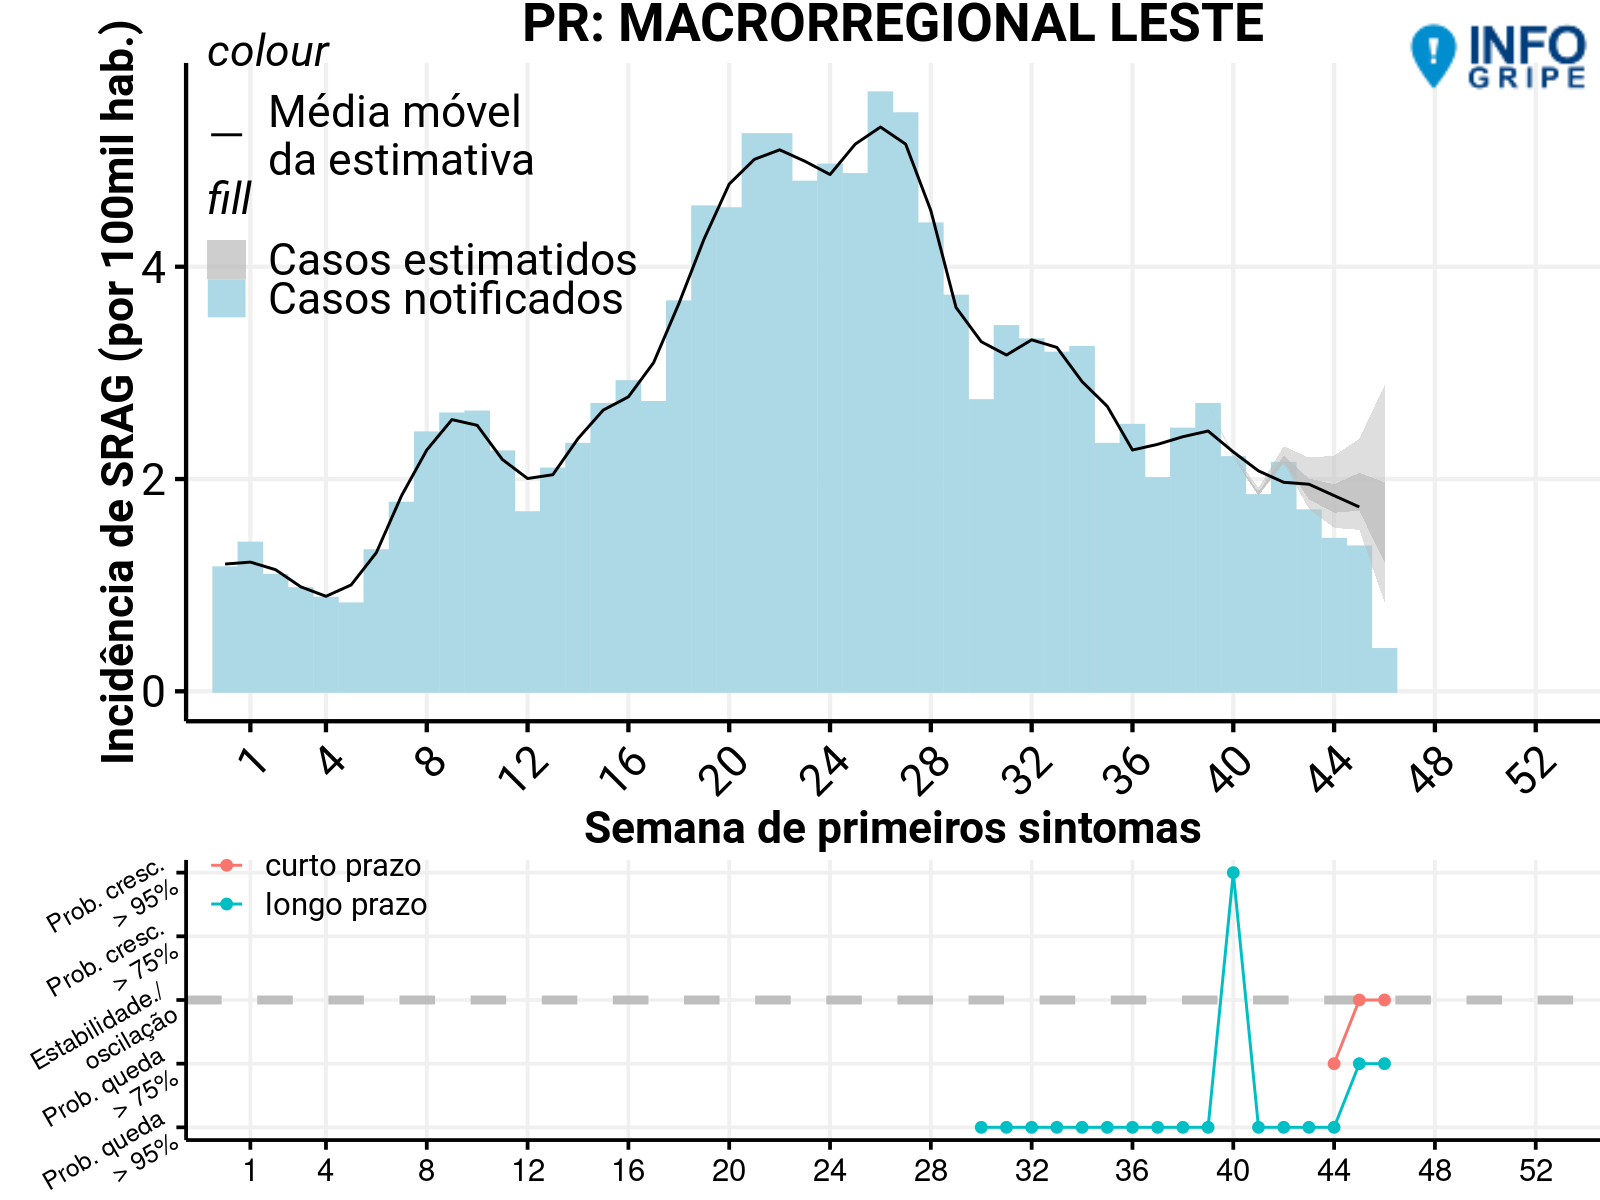 PR: MACRORREGIONAL LESTE
INFO
GRIPE
colour
Média móvel
da estimativa
fill
Casos estimatidos
Casos notificados
Incidência de SRAG (por 100mil hab.)
4
2
0
1 4 8 12 16 20 24 28 32 36 40 44 48 52
Semana de primeiros sintomas
curto prazo
longo prazo
Prob. cresc.
> 95%
Prob. cresc.
> 75%
Estabilidade./
oscilação
Prob. queda
> 75%
Prob. queda
> 95%
1 4 8 12 16 20 24 28 32 36 40 44 48 52